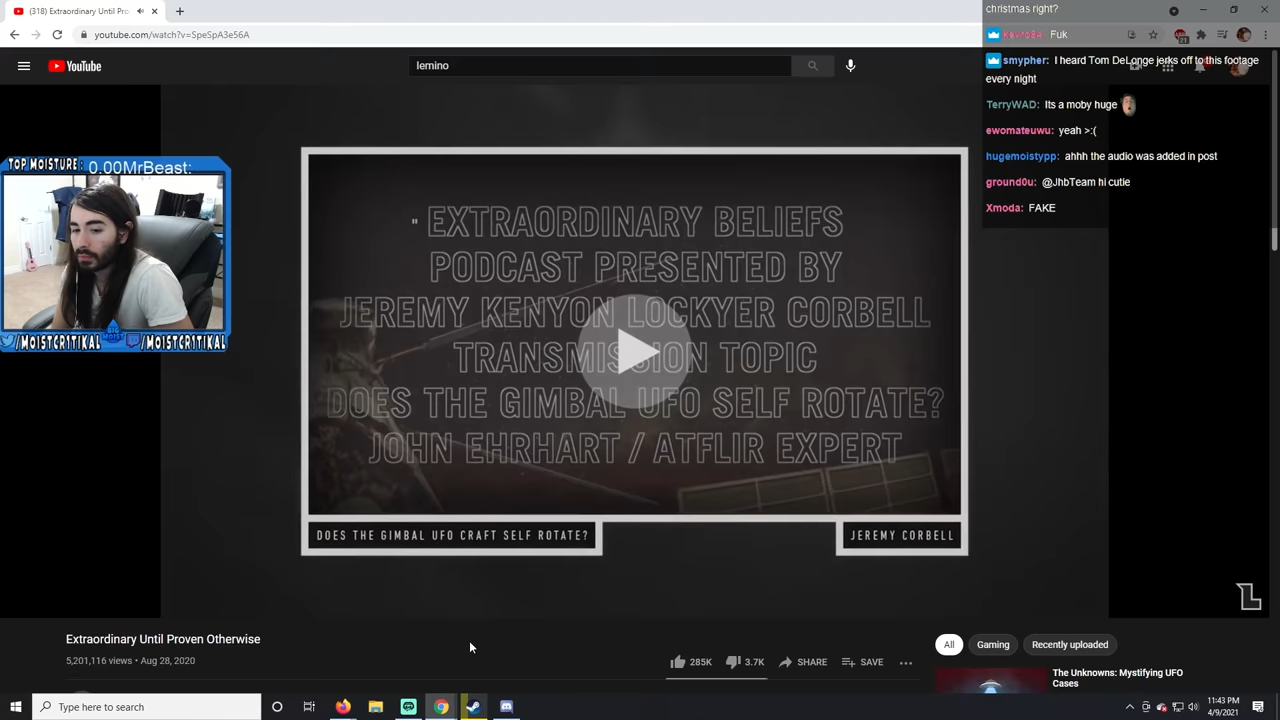 (318) Extraordinary Until Pro
youtube.com/watch?v=SpeSpA3e56A
YouTube
lemino
christmas right?
Fuk
smypher: I heard Tom DeLonge jerks off to this footage
every night
TerryWAD: Its a moby huge
ewomateuwu: yeah >:(
hugemoistypp: ahhh the audio was added in post
ground0u: @JhbTeam hi cutie
Xmoda: FAKE
TOP MOISTURE: 0.00MrBeast:
BIG MOIST
/MOISTCR1TIKAL /MOISTCR1TIKAL
" EXTRAORDINARY BELIEFS
PODCAST PRESENTED BY
JEREMY KENYON LOCKYER CORBELL
TRANSMISSION TOPIC
DOES THE GIMBAL UFO SELF ROTATE?
JOHN EHRHART / ATFLIR EXPERT
DOES THE GIMBAL UFO CRAFT SELF ROTATE?
JEREMY CORBELL
Extraordinary Until Proven Otherwise
5,201,116 views • Aug 28, 2020
285K 3.7K SHARE SAVE
All Gaming Recently uploaded
The Unknowns: Mystifying UFO
Cases
Type here to search
11:43 PM
4/9/2021